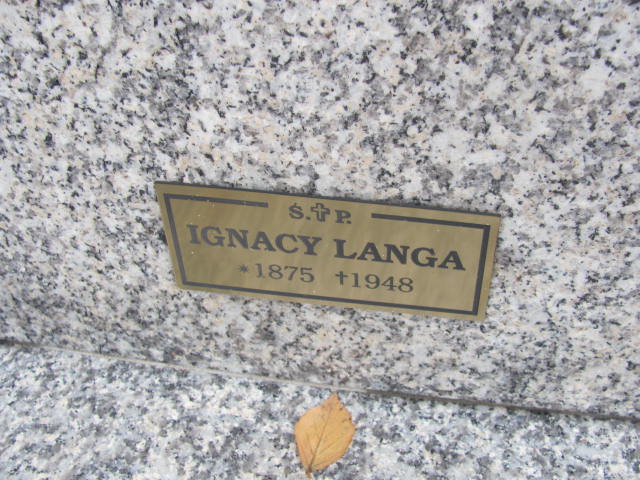 Ś.✝P.
IGNACY LANGA
*1875 †1948